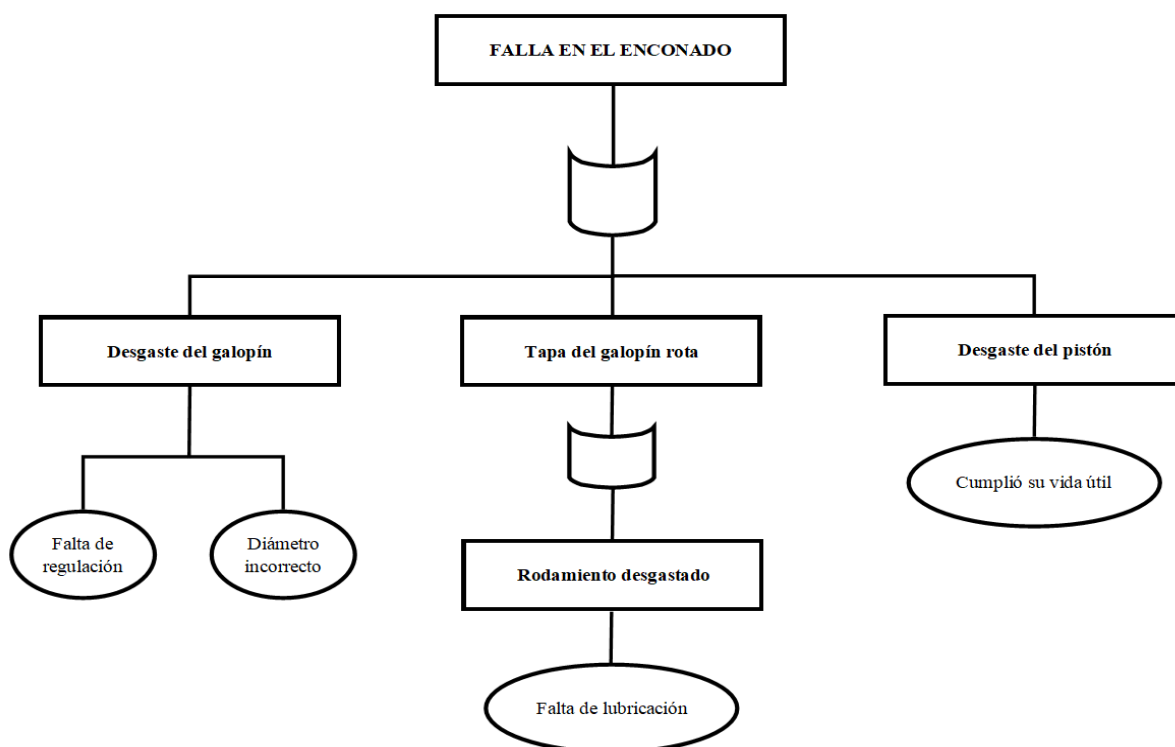 FALLA EN EL ENCONADO
Desgaste del galopín
Tapa del galopín rota
Desgaste del pistón
Cumplió su vida útil
Falta de
regulación
Diámetro
incorrecto
Rodamiento desgastado
Falta de lubricación